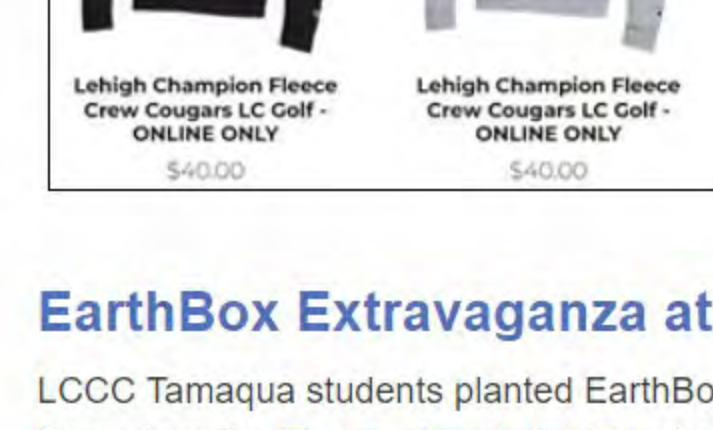 Lehigh Champion Fleece
Crew Cougars LC Golf -
ONLINE ONLY
$40.00
Lehigh Champion Fleece
Crew Cougars LC Golf -
ONLINE ONLY
$40.00
EarthBox Extravaganza at
LCCC Tamaqua students planted EarthBo